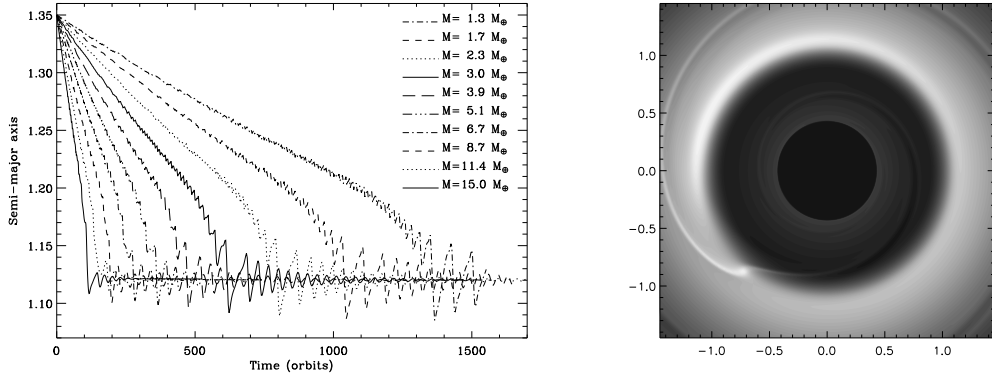 1.35
1.30
1.25
1.20
1.15
1.10
Semi-major axis
0
500
1000
1500
Time (orbits)
M= 1.3 M⊕
M= 1.7 M⊕
M= 2.3 M⊕
M= 3.0 M⊕
M= 3.9 M⊕
M= 5.1 M⊕
M= 6.7 M⊕
M= 8.7 M⊕
M=11.4 M⊕
M=15.0 M⊕
1.0
0.5
0.0
−0.5
−1.0
−1.0
−0.5
0.0
0.5
1.0